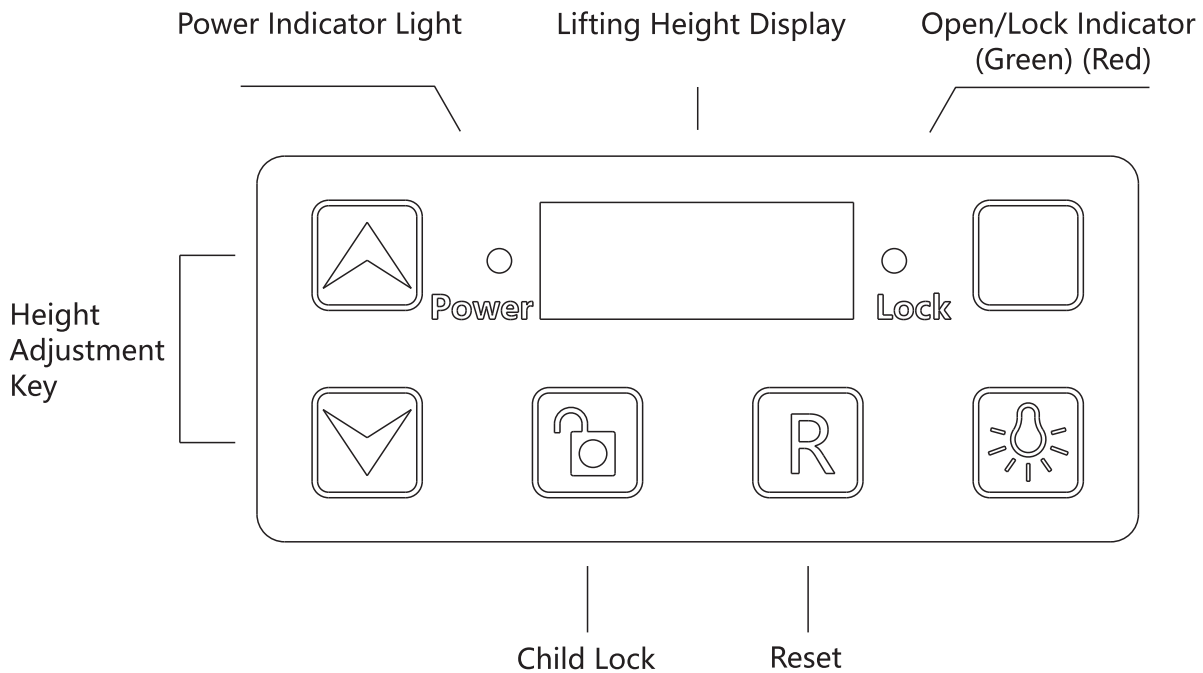 Power Indicator Light
Lifting Height Display
Open/Lock Indicator
(Green) (Red)
Height
Adjustment
Key
Power
Lock
R
Child Lock
Reset